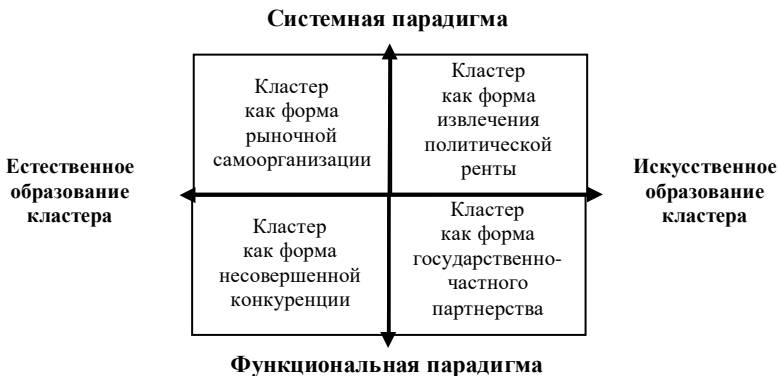 Системная парадигма
Кластер
как форма
рыночной
самоорганизации
Кластер
как форма
извлечения
политической
ренты
Естественное
образование
кластера
Искусственное
образование
кластера
Кластер
как форма
несовершенной
конкуренции
Кластер
как форма
государственно-
частного
партнерства
Функциональная парадигма